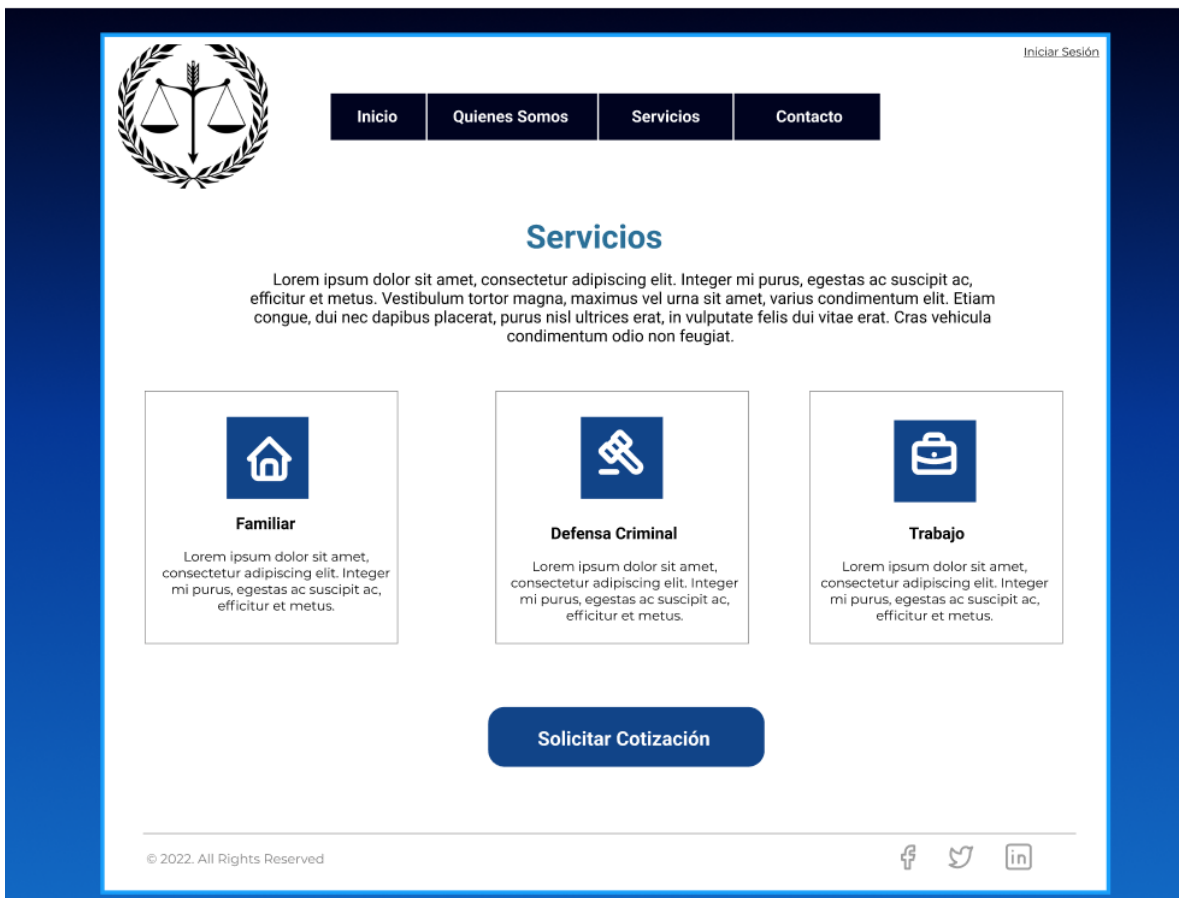 Iniciar Sesión
Inicio
Quienes Somos
Servicios
Contacto
Servicios
Lorem ipsum dolor sit amet, consectetur adipiscing elit. Integer mi purus, egestas ac suscipit ac,
efficitur et metus. Vestibulum tortor magna, maximus vel urna sit amet, varius condimentum elit. Etiam
congue, dui nec dapibus placerat, purus nisl ultrices erat, in vulputate felis dui vitae erat. Cras vehicula
condimentum odio non feugiat.
Familiar
Lorem ipsum dolor sit amet,
consectetur adipiscing elit. Integer
mi purus, egestas ac suscipit ac,
efficitur et metus.
Defensa Criminal
Lorem ipsum dolor sit amet,
consectetur adipiscing elit. Integer
mi purus, egestas ac suscipit ac,
efficitur et metus.
Trabajo
Lorem ipsum dolor sit amet,
consectetur adipiscing elit. Integer
mi purus, egestas ac suscipit ac,
efficitur et metus.
Solicitar Cotización
© 2022. All Rights Reserved
in